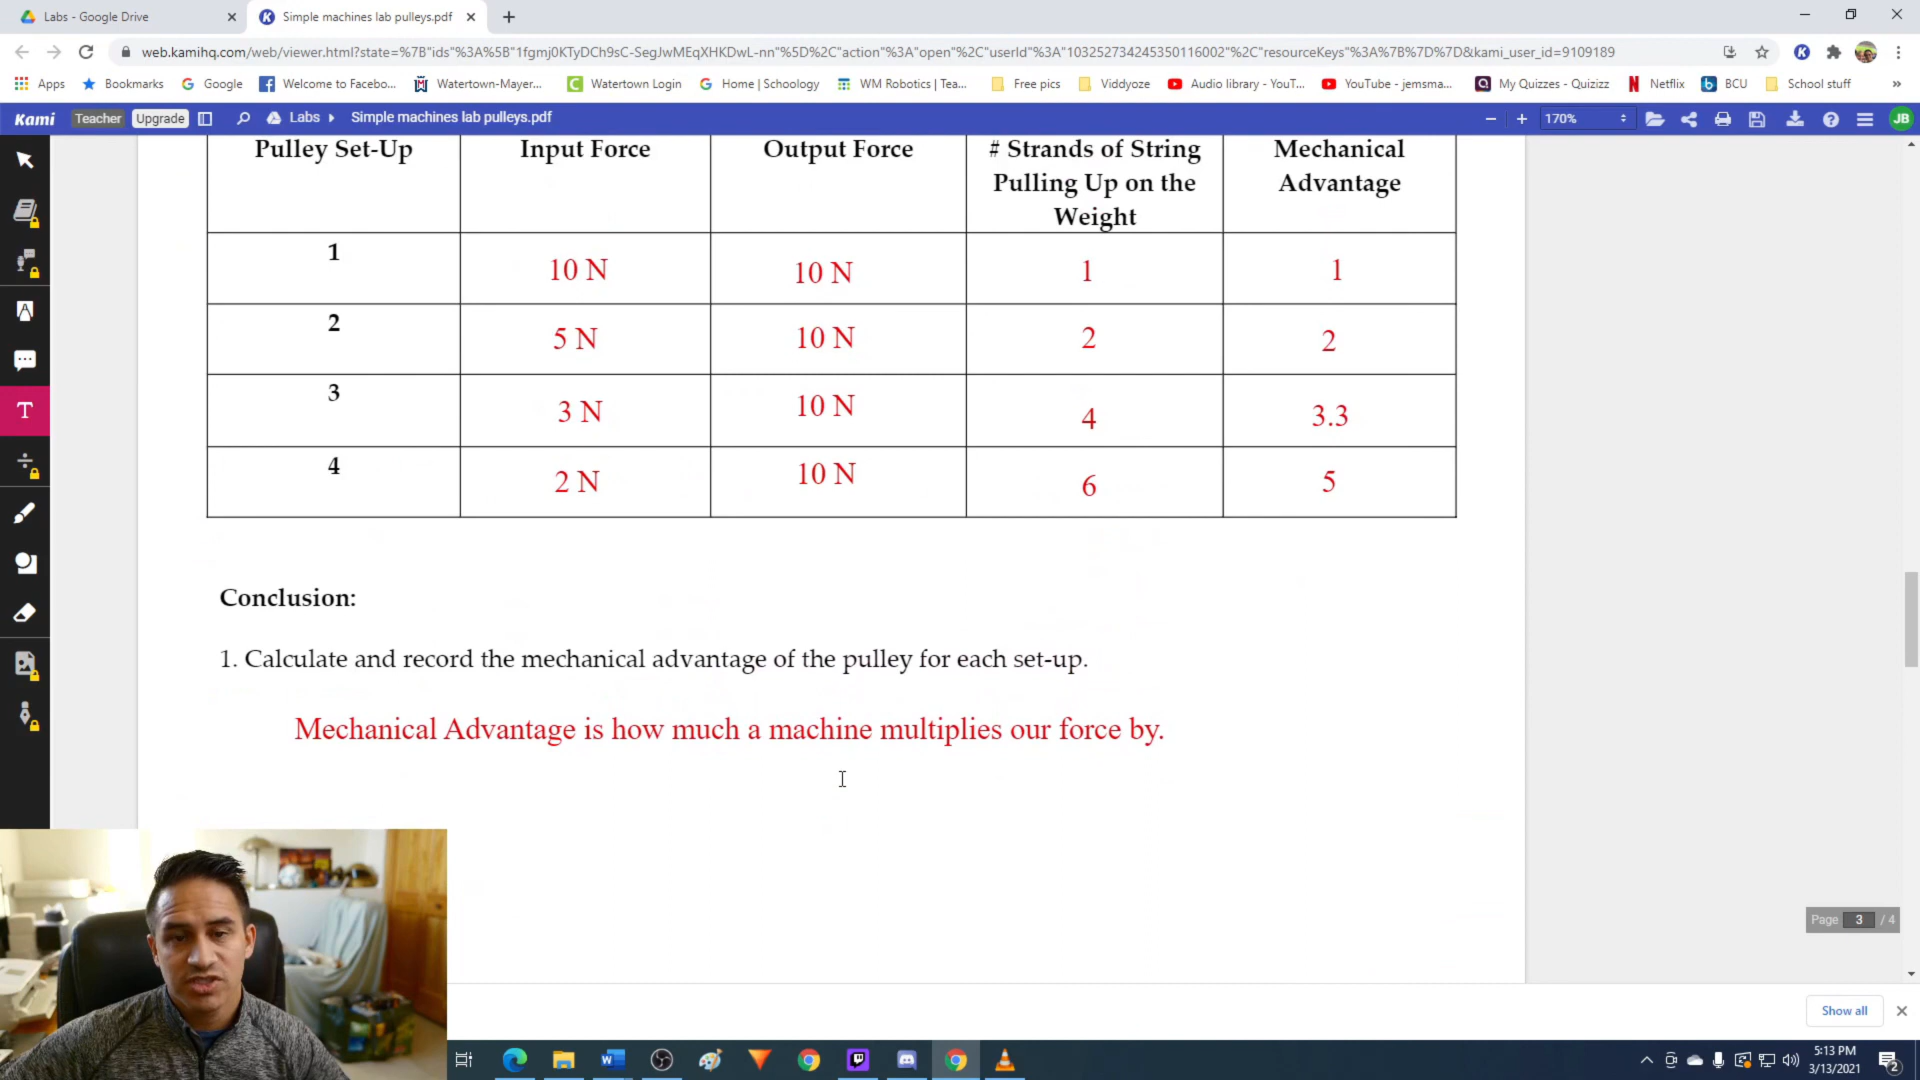 Labs - Google Drive
Simple machines lab pulleys.pdf
web.kamihq.com/web/viewer.html?state=%7B"ids"%3A%5B"1fgmj0KTyDCh9sC-SegJwMEqXHKDwL-nn"%5D%2C"action"%3A"open"%2C"userId"%3A"103252734245350116002"%2C"resourceKeys"%3A%7B%7D%7D&kami_user_id=9109189
Apps Bookmarks Google Welcome to Facebo... Watertown-Mayer... Watertown Login Home | Schoology WM Robotics | Tea... Free pics Viddyoze Audio library - YouT... YouTube - jemsma... My Quizzes - Quizizz Netflix BCU School stuff »
Kami Teacher Upgrade Labs Simple machines lab pulleys.pdf 170% JB
Pulley Set-Up Input Force Output Force # Strands of String Mechanical
Pulling Up on the Advantage
Weight
1 10 N 10 N 1 1
2 5 N 10 N 2 2
3 3 N 10 N 4 3.3
4 2 N 10 N 6 5
Conclusion:
1. Calculate and record the mechanical advantage of the pulley for each set-up.
Mechanical Advantage is how much a machine multiplies our force by.
Page 3 / 4
Show all
5:13 PM
3/13/2021
2